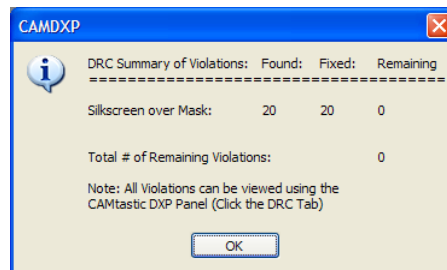 CAMDXP
DRC Summary of Violations: Found: Fixed: Remaining
=======================================
Silkscreen over Mask: 20 20 0
Total # of Remaining Violations: 0
Note: All Violations can be viewed using the
CAMtastic DXP Panel (Click the DRC Tab)
OK